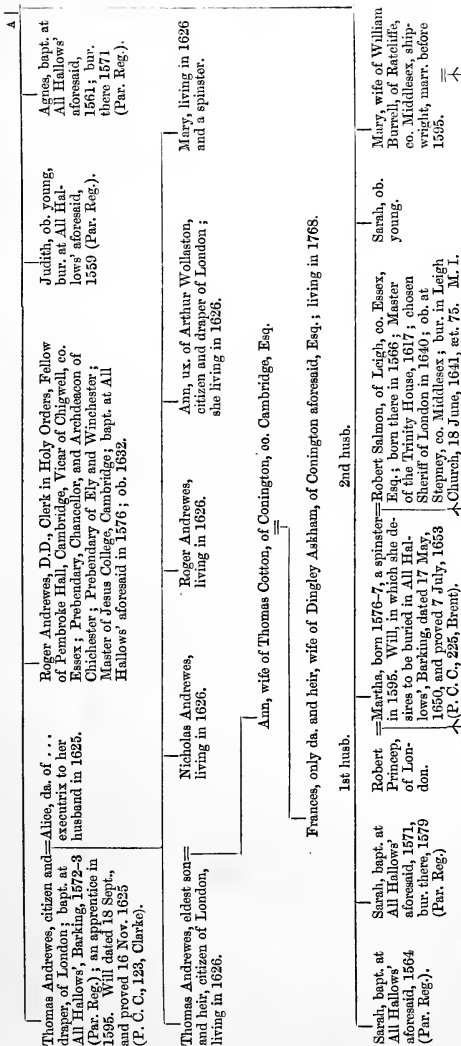 A
Thomas Andrewes, citizen and
draper, of London; bapt. at
All Hallows', Barking, 1572-3
(Par. Reg.); an apprentice in
1595. Will dated 18 Sept.,
and proved 16 Nov. 1625
(P. C. C., 123, Clarke).
=Alice, da. of ...
executrix to her
husband in 1625.
Roger Andrewes, D.D., Clerk in Holy Orders, Fellow
of Pembroke Hall, Cambridge, Vicar of Chigwell, co.
Essex; Prebendary, Chancellor, and Archdeacon of
Chichester; Prebendary of Ely and Winchester;
Master of Jesus College, Cambridge; bapt. at All
Hallows' aforesaid in 1576; ob. 1632.
Judith, ob. young,
bur. at All Hal-
lows' aforesaid,
1559 (Par. Reg.).
Agnes, bapt. at
All Hallows'
aforesaid,
1561; bur.
there 1571
(Par. Reg.).
Thomas Andrewes, eldest son=
and heir, citizen of London,
living in 1626.
Nicholas Andrewes,
living in 1626.
Roger Andrewes,
living in 1626.
Ann, ux. of Arthur Wollaston,
citizen and draper of London;
she living in 1626.
Mary, living in 1626
and a spinster.
Ann, wife of Thomas Cotton, of Conington, co. Cambridge, Esq.
=
Frances, only da. and heir, wife of Dingley Askham, of Conington aforesaid, Esq.; living in 1768.
1st husb.
2nd husb.
Sarah, bapt. at
All Hallows'
aforesaid, 1564
(Par. Reg.).
Sarah, bapt. at
All Hallows'
aforesaid, 1571,
bur. there, 1579
(Par. Reg.)
Robert
Princep,
of Lon-
don.
=Martha, born 1576-7, a spinster=
in 1595. Will, in which she de-
sires to be buried in All Hal-
lows', Barking, dated 17 May,
1650, and proved 7 July, 1653
(P. C. C., 225, Brent).
Robert Salmon, of Leigh, co. Essex,
Esq.; born there in 1566; Master
of the Trinity House, 1617; chosen
Sheriff of London in 1640; ob. at
Stepney, co. Middlesex; bur. in Leigh
Church, 18 June, 1641, æt. 75. M. I.
Sarah, ob.
young.
Mary, wife of William
Burrell, of Ratcliffe,
co. Middlesex, ship-
wright, marr. before
1595.
=